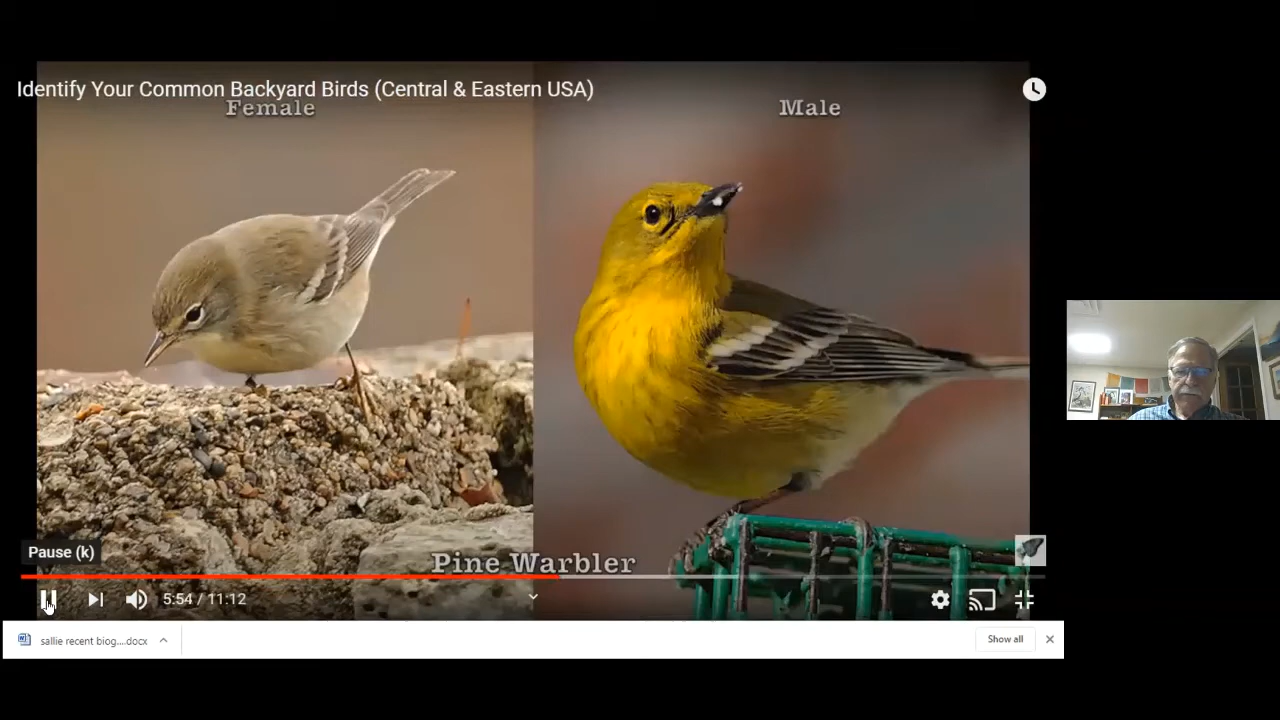 Identify Your Common Backyard Birds (Central & Eastern USA)
Female
Male
Pause (k)
Pine Warbler
5:54 / 11:12
sallie recent biog....docx
Show all